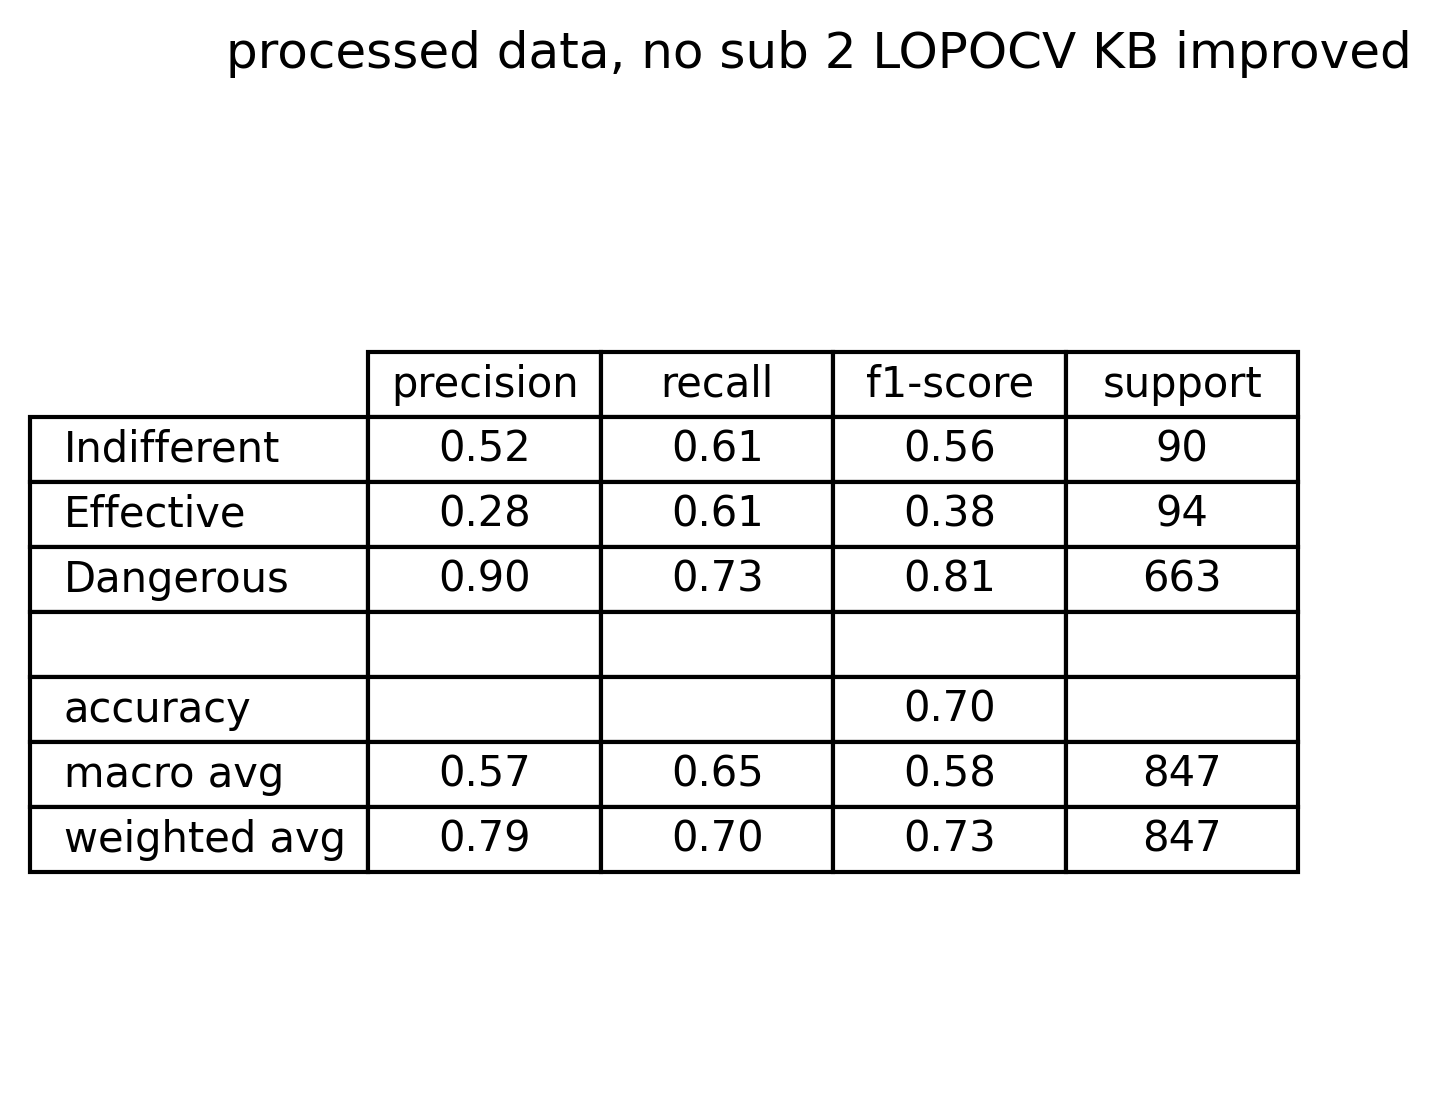 processed data, no sub 2 LOPOCV KB improved
precision recall f1-score support
Indifferent 0.52 0.61 0.56 90
Effective 0.28 0.61 0.38 94
Dangerous 0.90 0.73 0.81 663
accuracy 0.70
macro avg 0.57 0.65 0.58 847
weighted avg 0.79 0.70 0.73 847